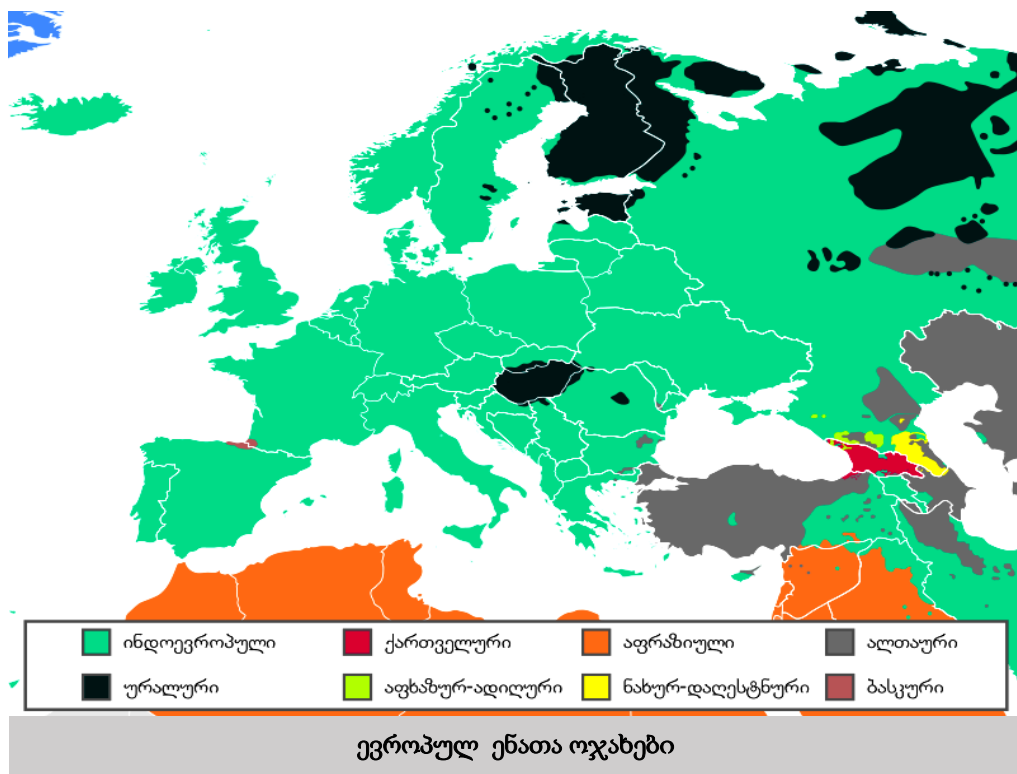 ინდოევროპული ქართველური აფრაზიული ალთაური
ურალური აფხაზურ-ადიღური ნახურ-დაღესტნური ბასკური
ევროპულ ენათა ოჯახები